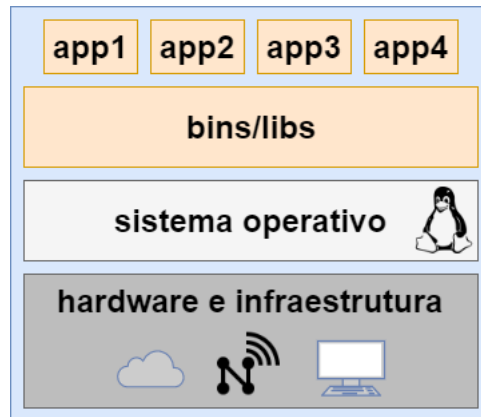 app1 app2 app3 app4
bins/libs
sistema operativo
hardware e infraestrutura